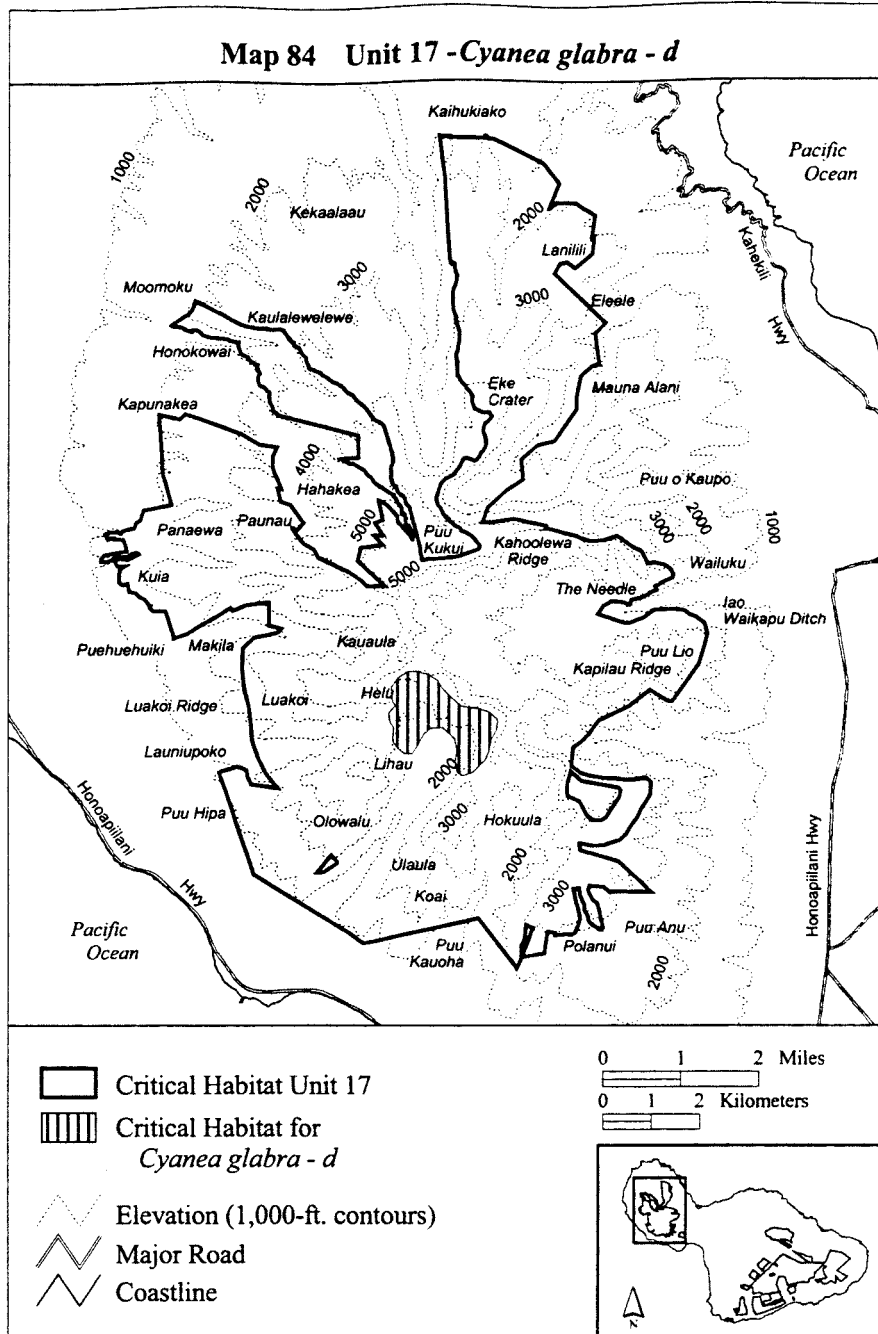 Map 84 Unit 17 - Cyanea glabra - d
Kaihukiako
Pacific
Ocean
1000
2000
Kekaalaau
2000
Lanilili
Kahekili
Hwy
3000
Moomoku
Kaulalewelewe
3000
Eleele
Honokowai
Kapunakea
Eke
Crater
Mauna Alani
4000
Hahakea
Puu o Kaupo
2000
3000
1000
Panaewa
Paunau
5000
Puu
Kukui
Kahoolewa
Ridge
Wailuku
5000
Kuia
The Needle
Iao
Waikapu Ditch
Puehuehuiki
Makila
Kauaula
Puu Lio
Kapilau Ridge
Luakoi Ridge
Luakoi
Helu
Launiupoko
Lihau
2000
Honoapiilani
Hwy
Puu Hipa
Olowalu
3000
Hokuula
Ulaula
2000
Koai
3000
Honoapiilani Hwy
Pacific
Ocean
Puu
Kauoha
Polanui
Puu Anu
2000
Critical Habitat Unit 17
Critical Habitat for
Cyanea glabra - d
Elevation (1,000-ft. contours)
Major Road
Coastline
0 1 2 Miles
0 1 2 Kilometers
N